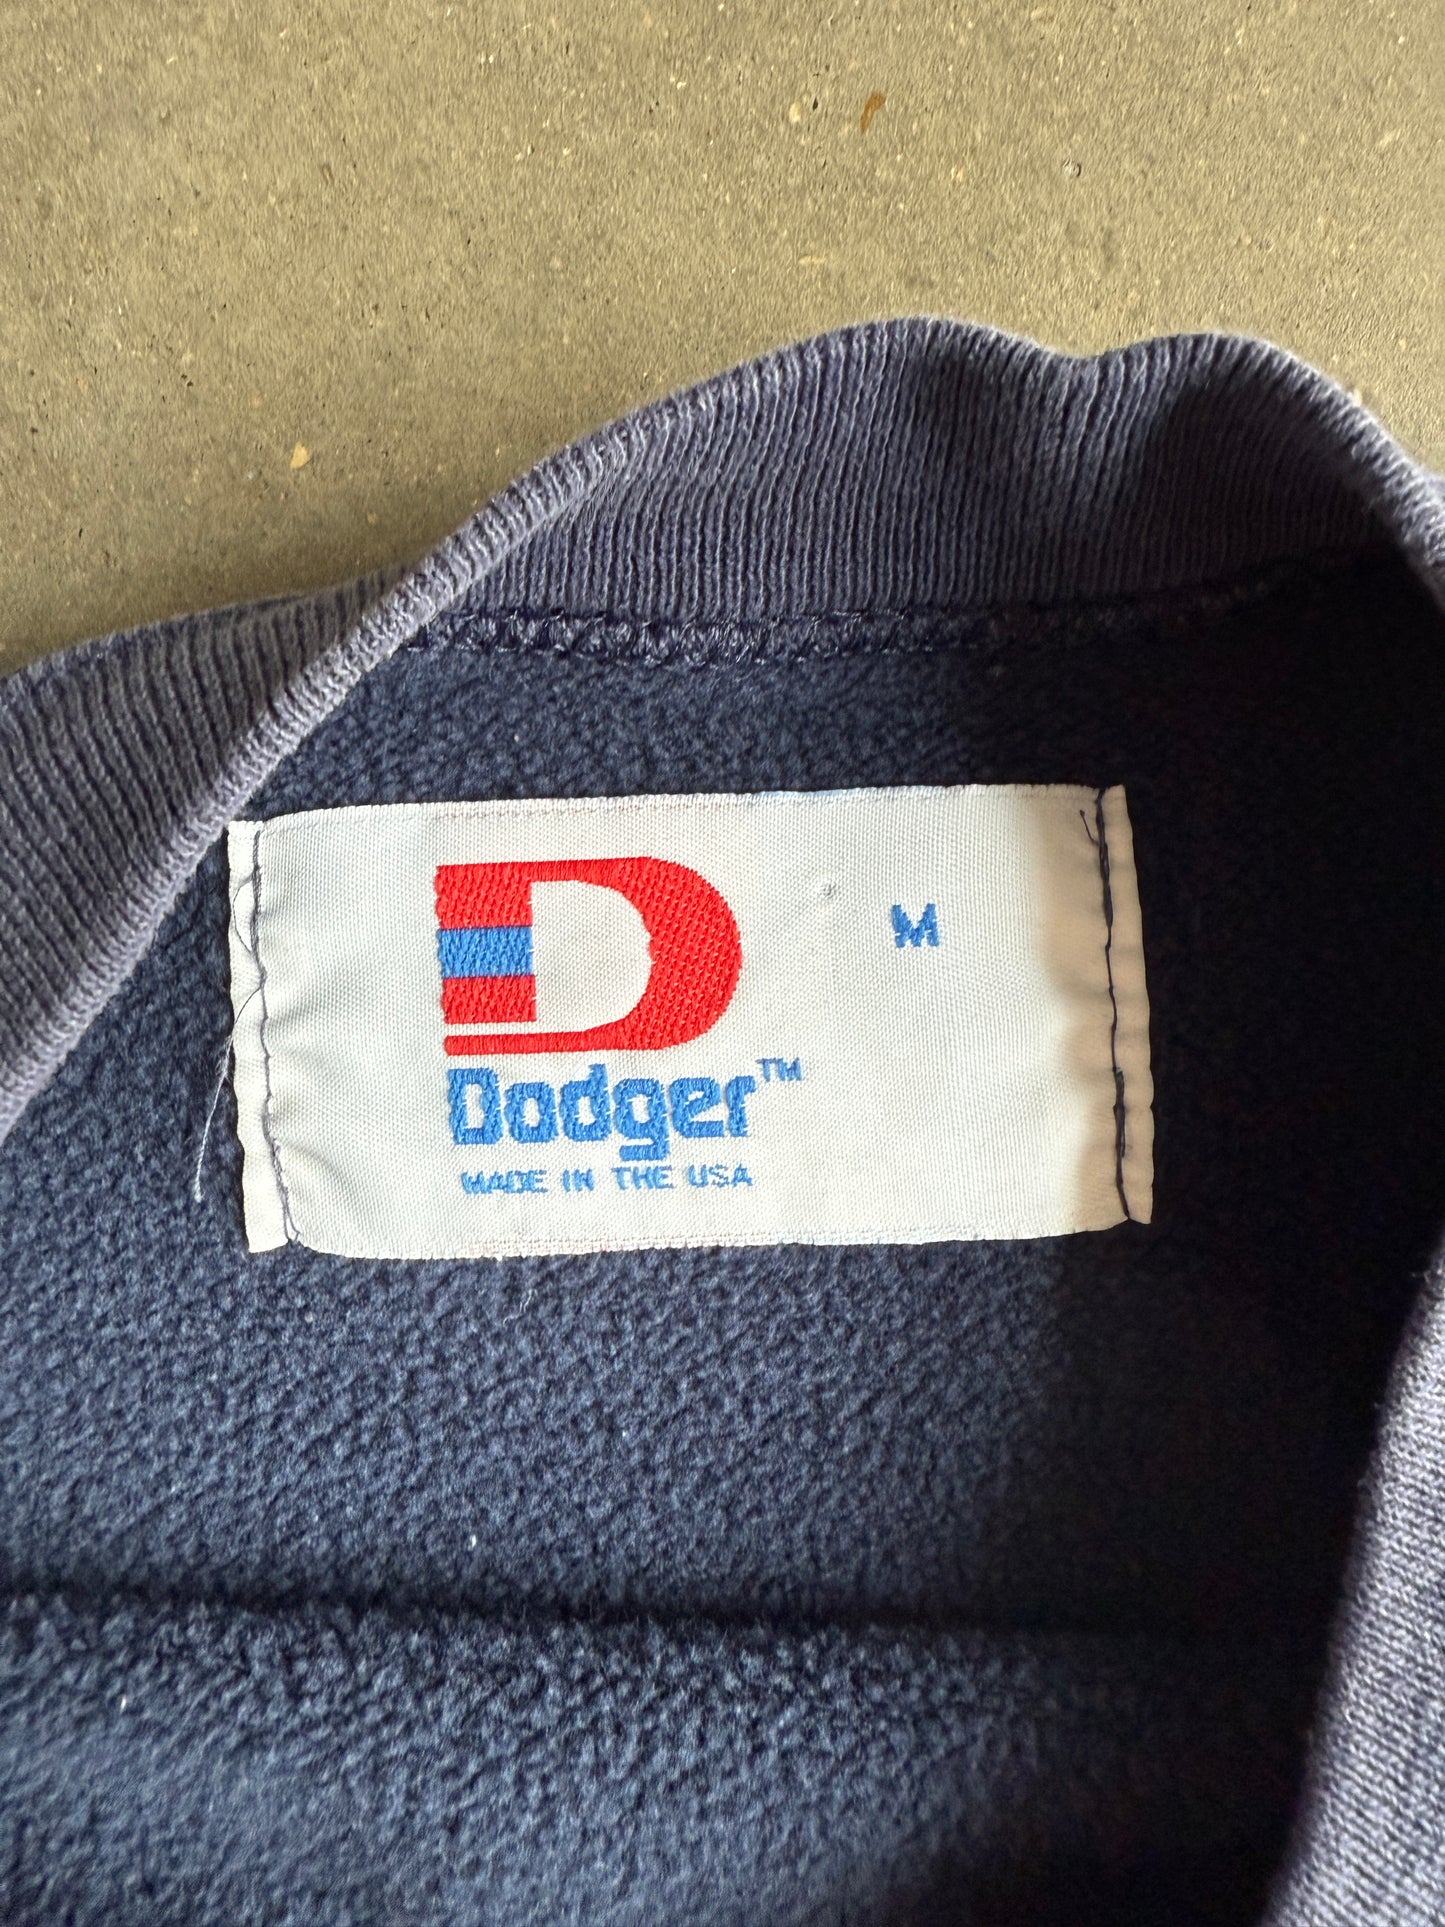 D
M
Dodger™
MADE IN THE USA